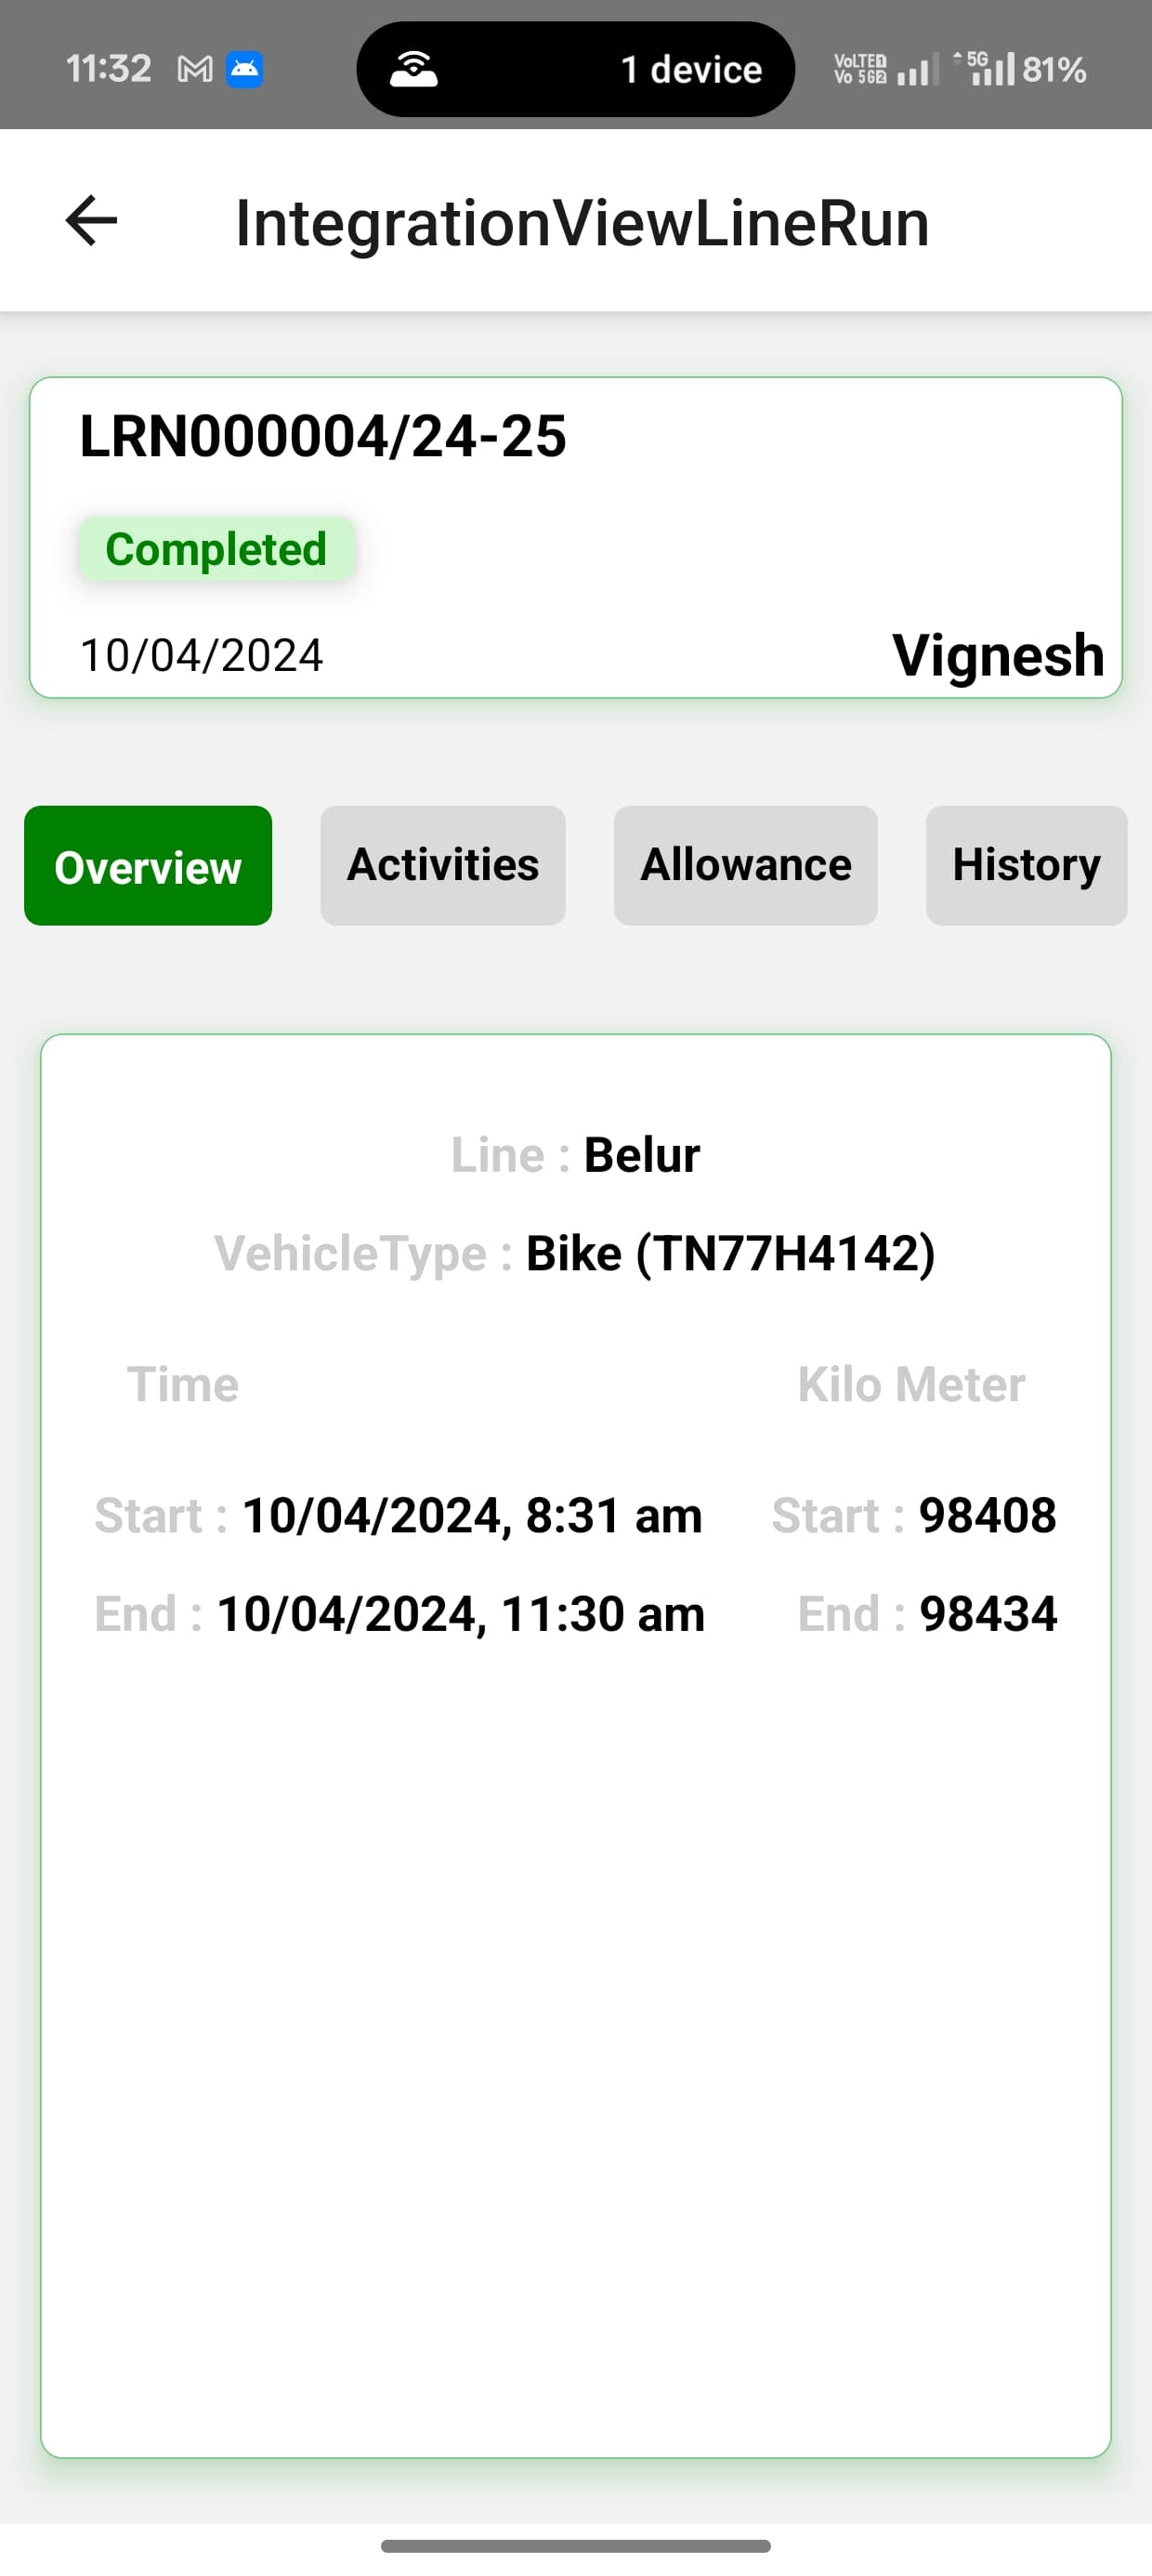 11:32
1 device
VoLTE1
Vo 5G2
5G
81%
IntegrationViewLineRun
LRN000004/24-25
Completed
10/04/2024 Vignesh
Overview Activities Allowance History
Line : Belur
VehicleType : Bike (TN77H4142)
Time Kilo Meter
Start : 10/04/2024, 8:31 am Start : 98408
End : 10/04/2024, 11:30 am End : 98434